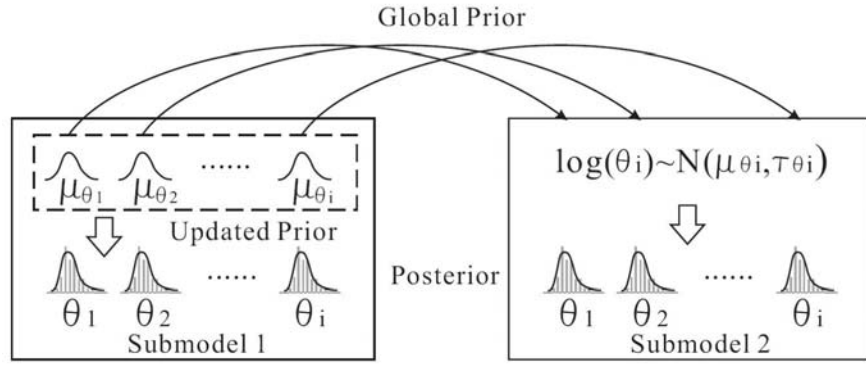 Global Prior
μθ1 μθ2 ...... μθi
Updated Prior
θ1 θ2 ...... θi
Submodel 1
Posterior
log(θi)~N(μθi,τθi)
θ1 θ2 ...... θi
Submodel 2